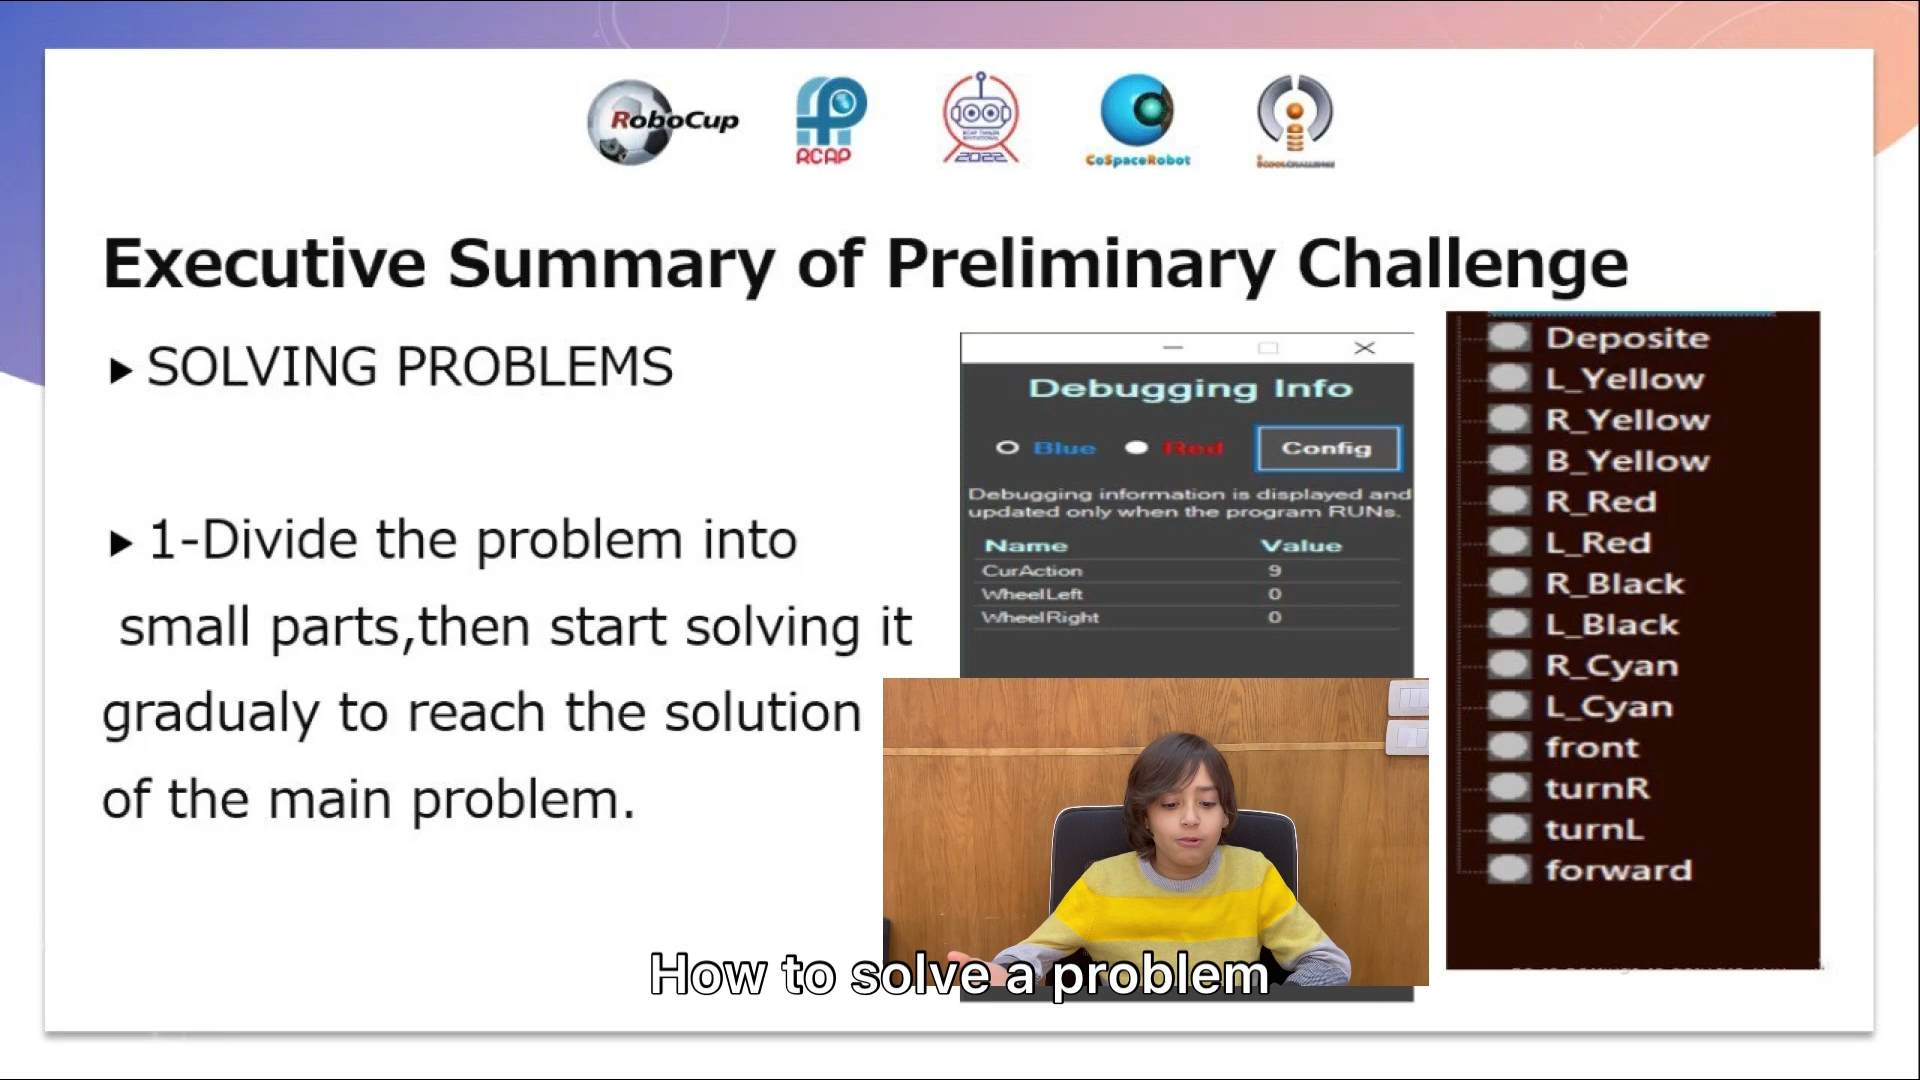 RoboCup
RCAP
2022
CoSpaceRobot
Executive Summary of Preliminary Challenge
SOLVING PROBLEMS
1-Divide the problem into
small parts,then start solving it
gradualy to reach the solution
of the main problem.
Debugging Info
Blue Red Config
Debugging information is displayed and
updated only when the program RUNs.
Name Value
CurAction 9
WheelLeft 0
WheelRight 0
Deposite
L_Yellow
R_Yellow
B_Yellow
R_Red
L_Red
R_Black
L_Black
R_Cyan
L_Cyan
front
turnR
turnL
forward
How to solve a problem